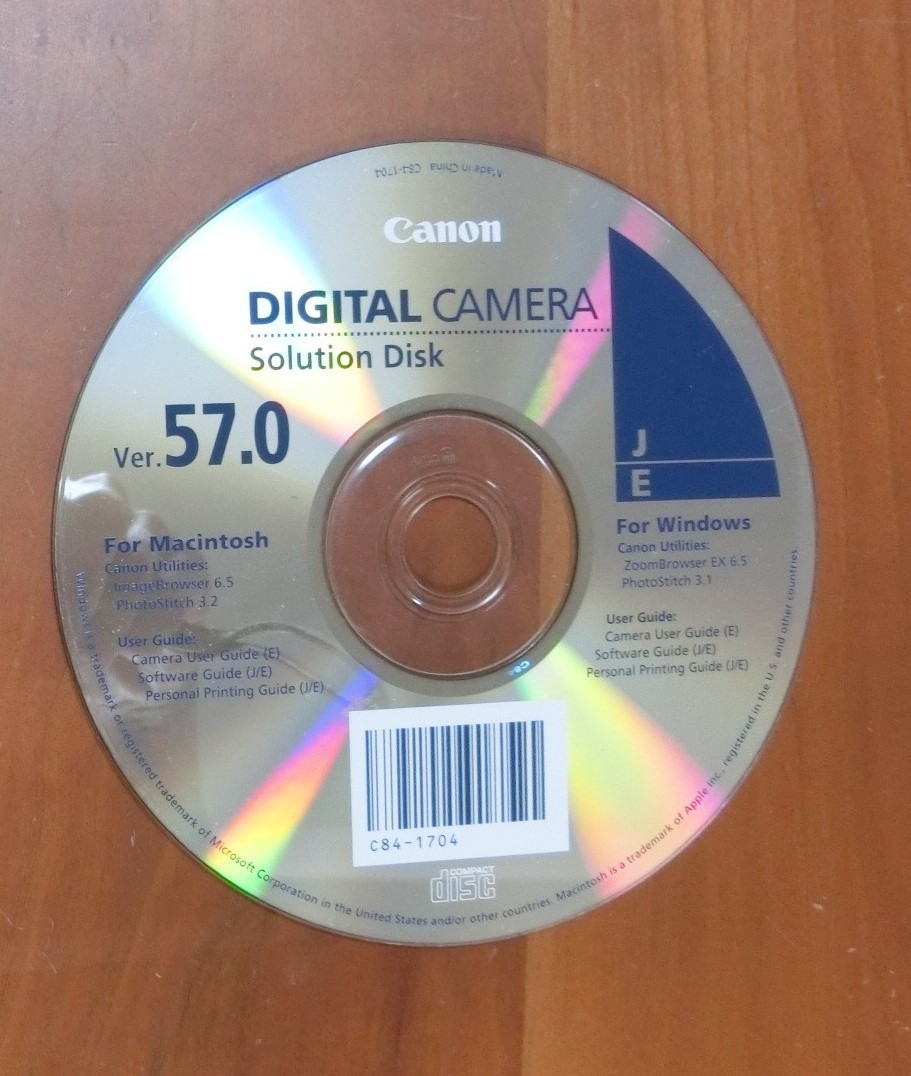 Made in China C84-1704
Canon
DIGITAL CAMERA
Solution Disk
Ver.57.0
J
E
For Macintosh
Canon Utilities:
ImageBrowser 6.5
PhotoStitch 3.2
User Guide:
Camera User Guide (E)
Software Guide (J/E)
Personal Printing Guide (J/E)
For Windows
Canon Utilities:
ZoomBrowser EX 6.5
PhotoStitch 3.1
User Guide:
Camera User Guide (E)
Software Guide (J/E)
Personal Printing Guide (J/E)
C84-1704
COMPACT
disc
Windows is a trademark or registered trademark of Microsoft Corporation in the United States and/or other countries. Macintosh is a trademark of Apple Inc., registered in the U.S. and other countries.